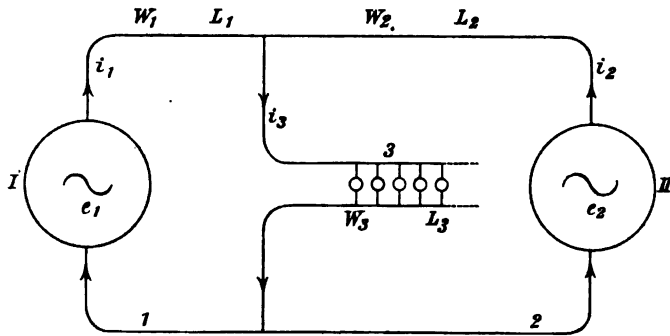 W₁ L₁ W₂. L₂
i₁ i₂
i₃
3
I e₁ e₂ II
W₃ L₃
1 2